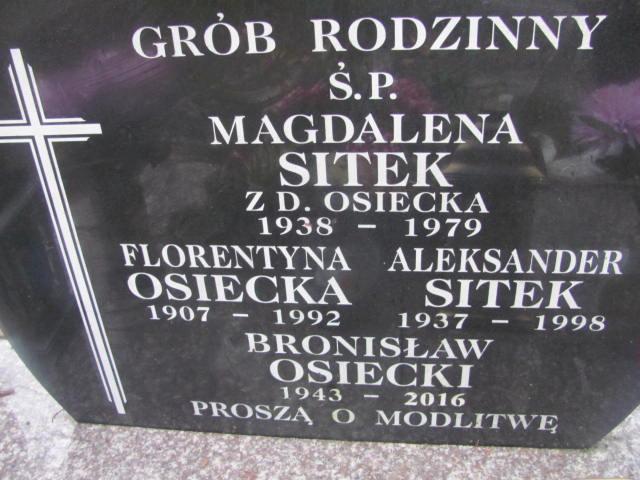 GRÓB RODZINNY
Ś.P.
MAGDALENA
SITEK
Z D. OSIECKA
1938 – 1979
FLORENTYNA
OSIECKA
1907 – 1992
ALEKSANDER
SITEK
1937 – 1998
BRONISŁAW
OSIECKI
1943 – 2016
PROSZĄ O MODLITWĘ